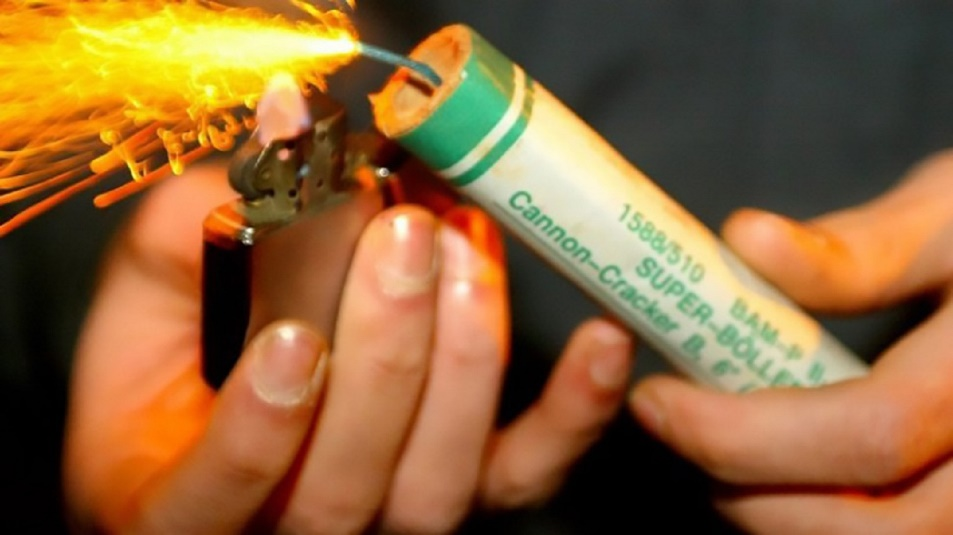 1588/510 BAM-P
SUPER-BÖLLER
Cannon-Cracker B, 6"